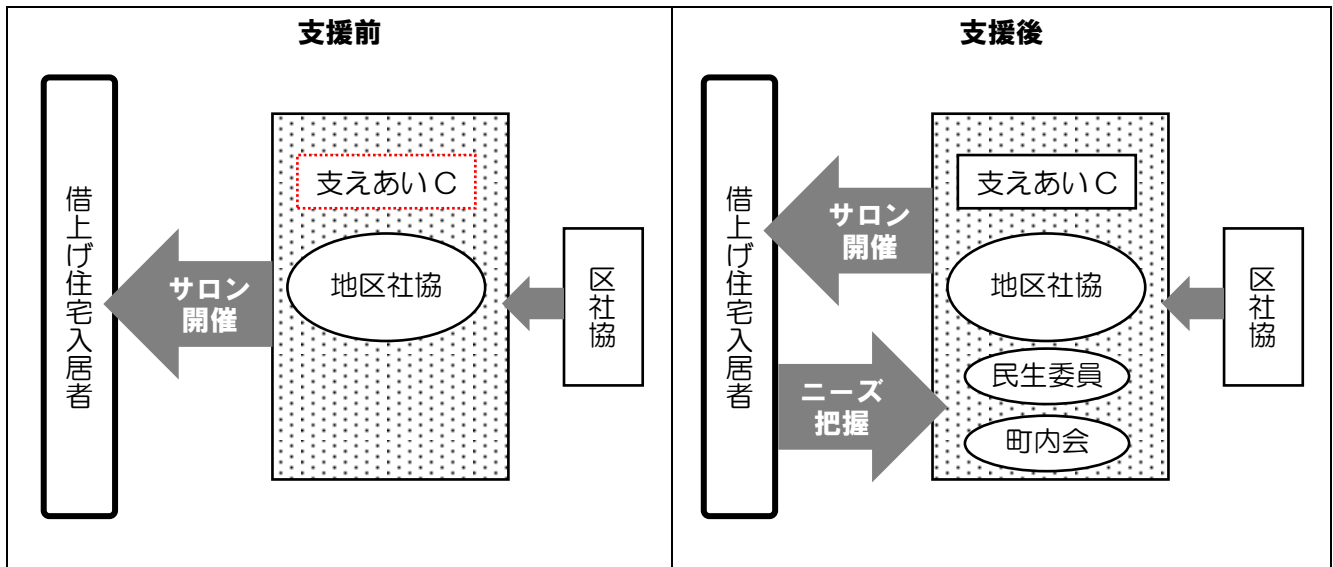 支援前
借上げ住宅入居者
サロン
開催
支えあいC
地区社協
区社協
支援後
借上げ住宅入居者
サロン
開催
ニーズ
把握
支えあいC
地区社協
民生委員
町内会
区社協